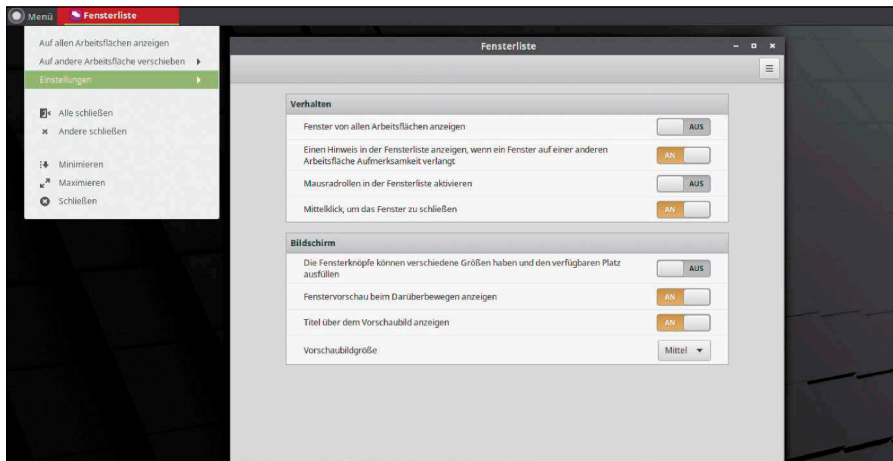 Menü
Fensterliste
Auf allen Arbeitsflächen anzeigen
Auf andere Arbeitsfläche verschieben
Einstellungen
Alle schließen
Andere schließen
Minimieren
Maximieren
Schließen
Fensterliste
Verhalten
Fenster von allen Arbeitsflächen anzeigen
AUS
Einen Hinweis in der Fensterliste anzeigen, wenn ein Fenster auf einer anderen
Arbeitsfläche Aufmerksamkeit verlangt
AN
Mausradrollen in der Fensterliste aktivieren
AUS
Mittelklick, um das Fenster zu schließen
AN
Bildschirm
Die Fensterknöpfe können verschiedene Größen haben und den verfügbaren Platz
ausfüllen
AUS
Fenstervorschau beim Darüberbewegen anzeigen
AN
Titel über dem Vorschaubild anzeigen
AN
Vorschaubildgröße
Mittel